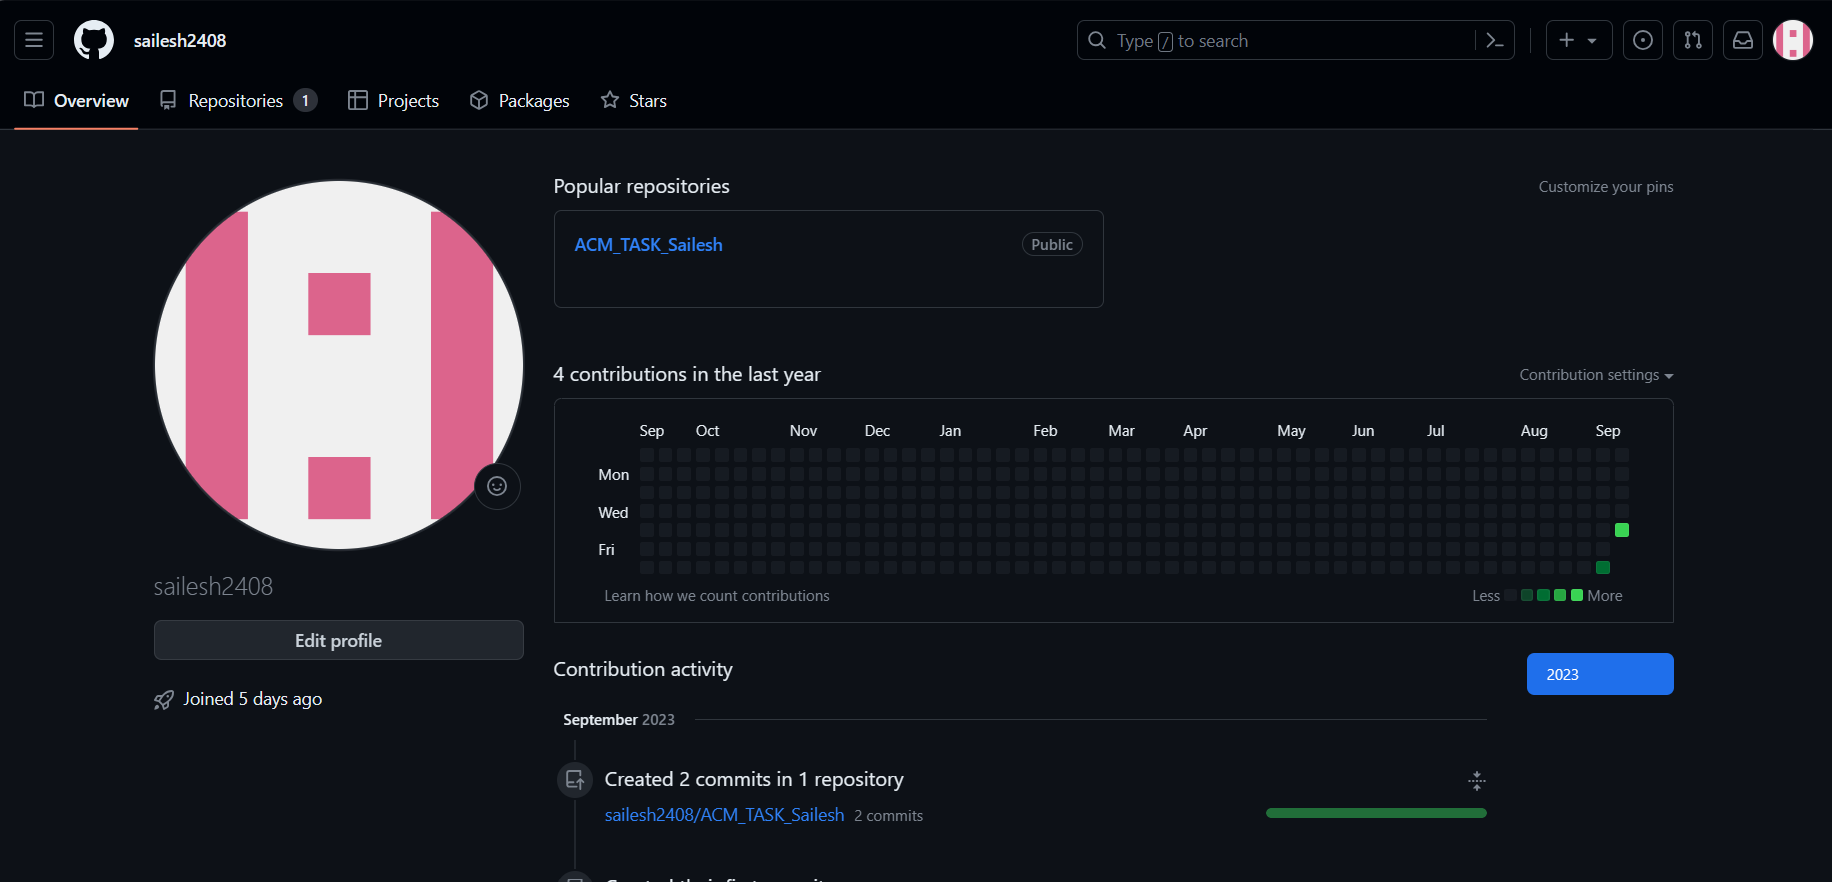 sailesh2408
Type / to search
Overview
Repositories 1
Projects
Packages
Stars
Popular repositories
Customize your pins
ACM_TASK_Sailesh
Public
4 contributions in the last year
Contribution settings
Sep Oct Nov Dec Jan Feb Mar Apr May Jun Jul Aug Sep
Mon
Wed
Fri
Learn how we count contributions
Less More
sailesh2408
Edit profile
Joined 5 days ago
Contribution activity
2023
September 2023
Created 2 commits in 1 repository
sailesh2408/ACM_TASK_Sailesh 2 commits